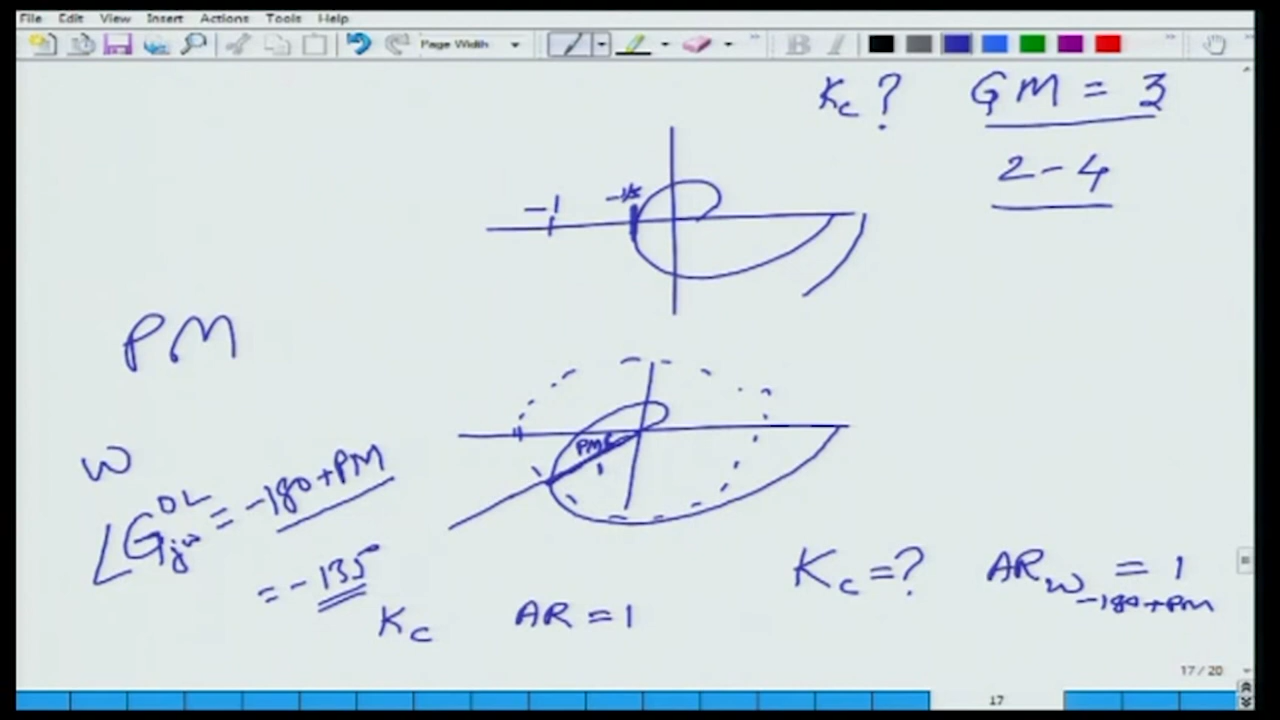 File Edit View Insert Actions Tools Help
Page Width
Kc? GM = 3
2-4
-1
PM
PM
ω
∠G^OL_jω = -180+PM
= -135°
Kc AR = 1
Kc = ? AR_ω_-180+PM = 1
17 / 20
17